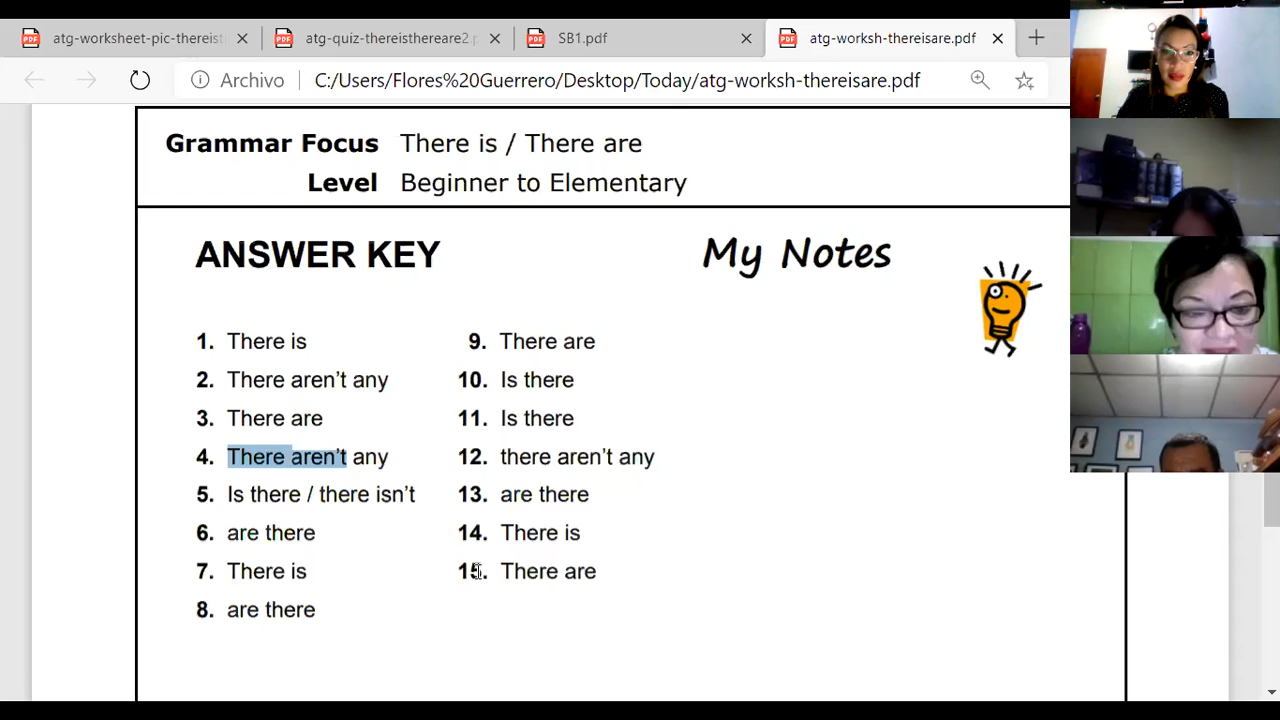 atg-worksheet-pic-thereist
atg-quiz-thereisthereare2.p
SB1.pdf
atg-worksh-thereisare.pdf
Archivo
C:/Users/Flores%20Guerrero/Desktop/Today/atg-worksh-thereisare.pdf
Grammar Focus There is / There are
Level Beginner to Elementary
ANSWER KEY
My Notes
1. There is
2. There aren't any
3. There are
4. There aren't any
5. Is there / there isn't
6. are there
7. There is
8. are there
9. There are
10. Is there
11. Is there
12. there aren't any
13. are there
14. There is
15. There are